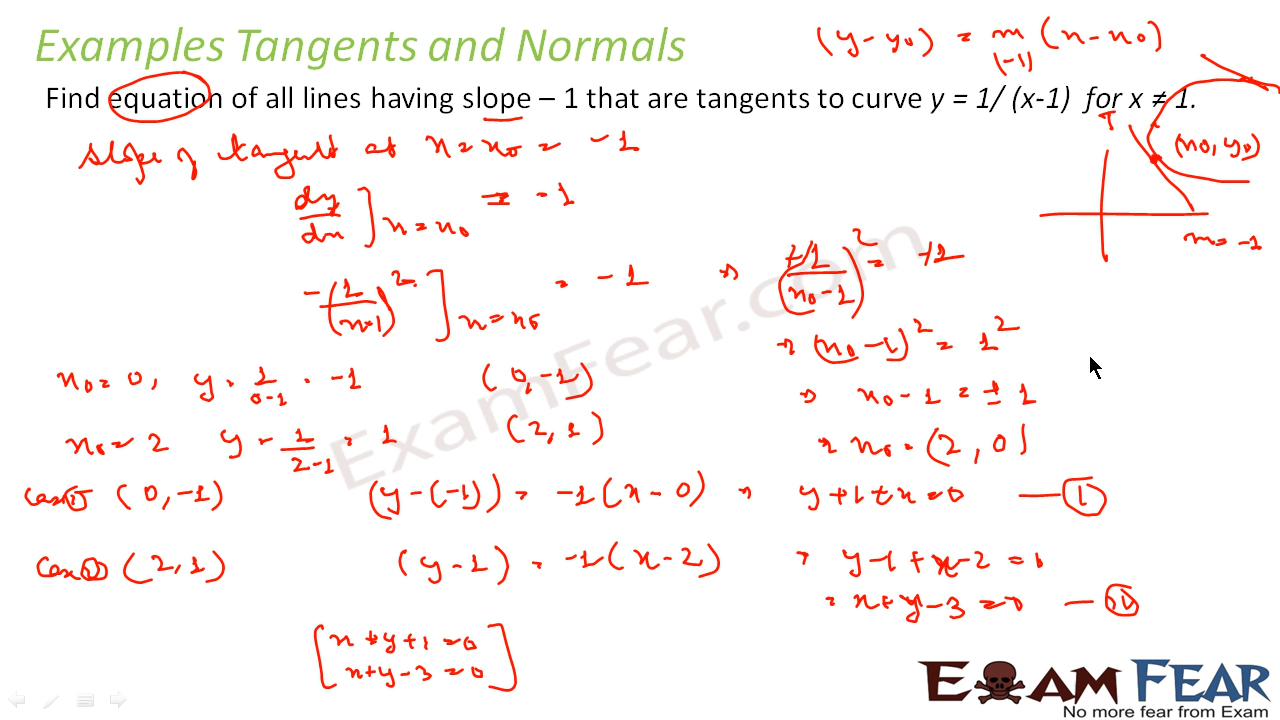 Examples Tangents and Normals
(y - y0) = m (x - x0)
(-1)
Find equation of all lines having slope – 1 that are tangents to curve y = 1/ (x-1) for x ≠ 1.
Slope of tangent at x = x0 = -1
T
(x0, y0)
m = -1
dy/dx ] x = x0 = -1
-(1/(x-1))^2 ] x = x0 = -1
⇒ (+1/(x0 - 1))^2 = +1
⇒ (x0 - 1)^2 = 1^2
x0 = 0, y = 1/(0-1) = -1 (0, -1)
⇒ x0 - 1 = ± 1
x0 = 2 y = 1/(2-1) = 1 (2, 1)
⇒ x0 = (2, 0)
Case I (0, -1) (y - (-1)) = -1(x - 0) ⇒ y + 1 + x = 0 — I
Case II (2, 1) (y - 1) = -1(x - 2) ⇒ y - 1 + x - 2 = 0
= x + y - 3 = 0 — II
[ x + y + 1 = 0
x + y - 3 = 0 ]
ExamFear.com
EXAM FEAR
No more fear from Exam